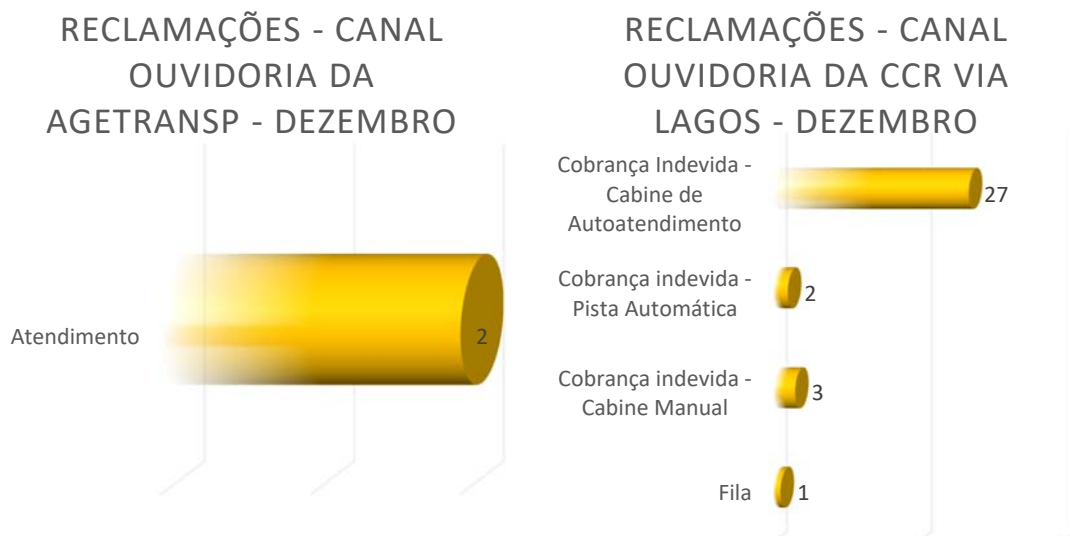 RECLAMAÇÕES - CANAL
OUVIDORIA DA
AGETRANSP - DEZEMBRO
Atendimento
2
RECLAMAÇÕES - CANAL
OUVIDORIA DA CCR VIA
LAGOS - DEZEMBRO
Cobrança Indevida -
Cabine de
Autoatendimento
27
Cobrança indevida -
Pista Automática
2
Cobrança indevida -
Cabine Manual
3
Fila
1